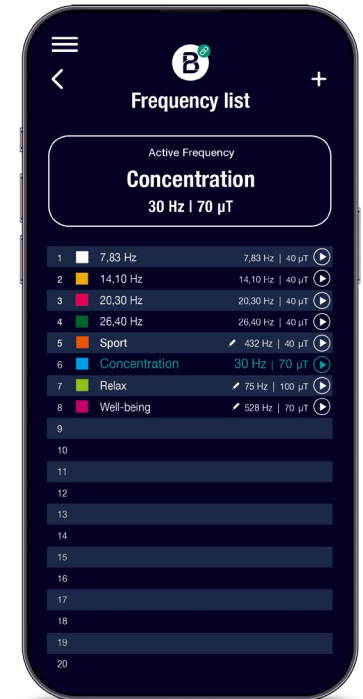 B
Frequency list
Active Frequency
Concentration
30 Hz | 70 µT
1 7,83 Hz 7,83 Hz | 40 µT
2 14,10 Hz 14,10 Hz | 40 µT
3 20,30 Hz 20,30 Hz | 40 µT
4 26,40 Hz 26,40 Hz | 40 µT
5 Sport 432 Hz | 40 µT
6 Concentration 30 Hz | 70 µT
7 Relax 75 Hz | 100 µT
8 Well-being 528 Hz | 70 µT
9
10
11
12
13
14
15
16
17
18
19
20